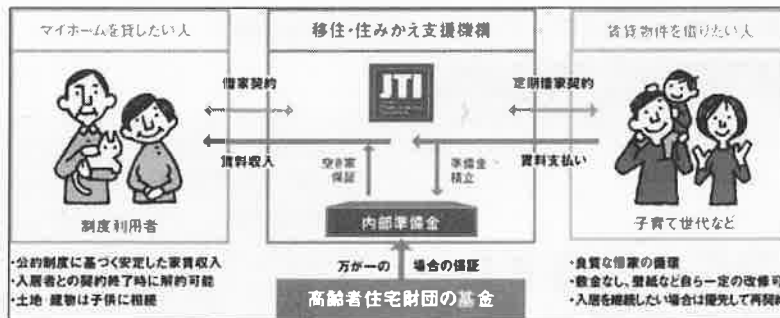 マイホームを貸したい人
移住・住みかえ支援機構
賃貸物件を借りたい人
JTI
借家契約
定期借家契約
賃料収入
空き家
保証
準備金
積立
賃料支払い
制度利用者
内部準備金
子育て世代など
・公的制度に基づく安定した家賃収入
・入居者との契約終了時に解約可能
・土地 建物は子供に相続
万が一の 場合の保証
高齢者住宅財団の基金
・良質な借家の循環
・敷金なし、壁紙など自ら一定の改修可
・入居を継続したい場合は優先して再契約